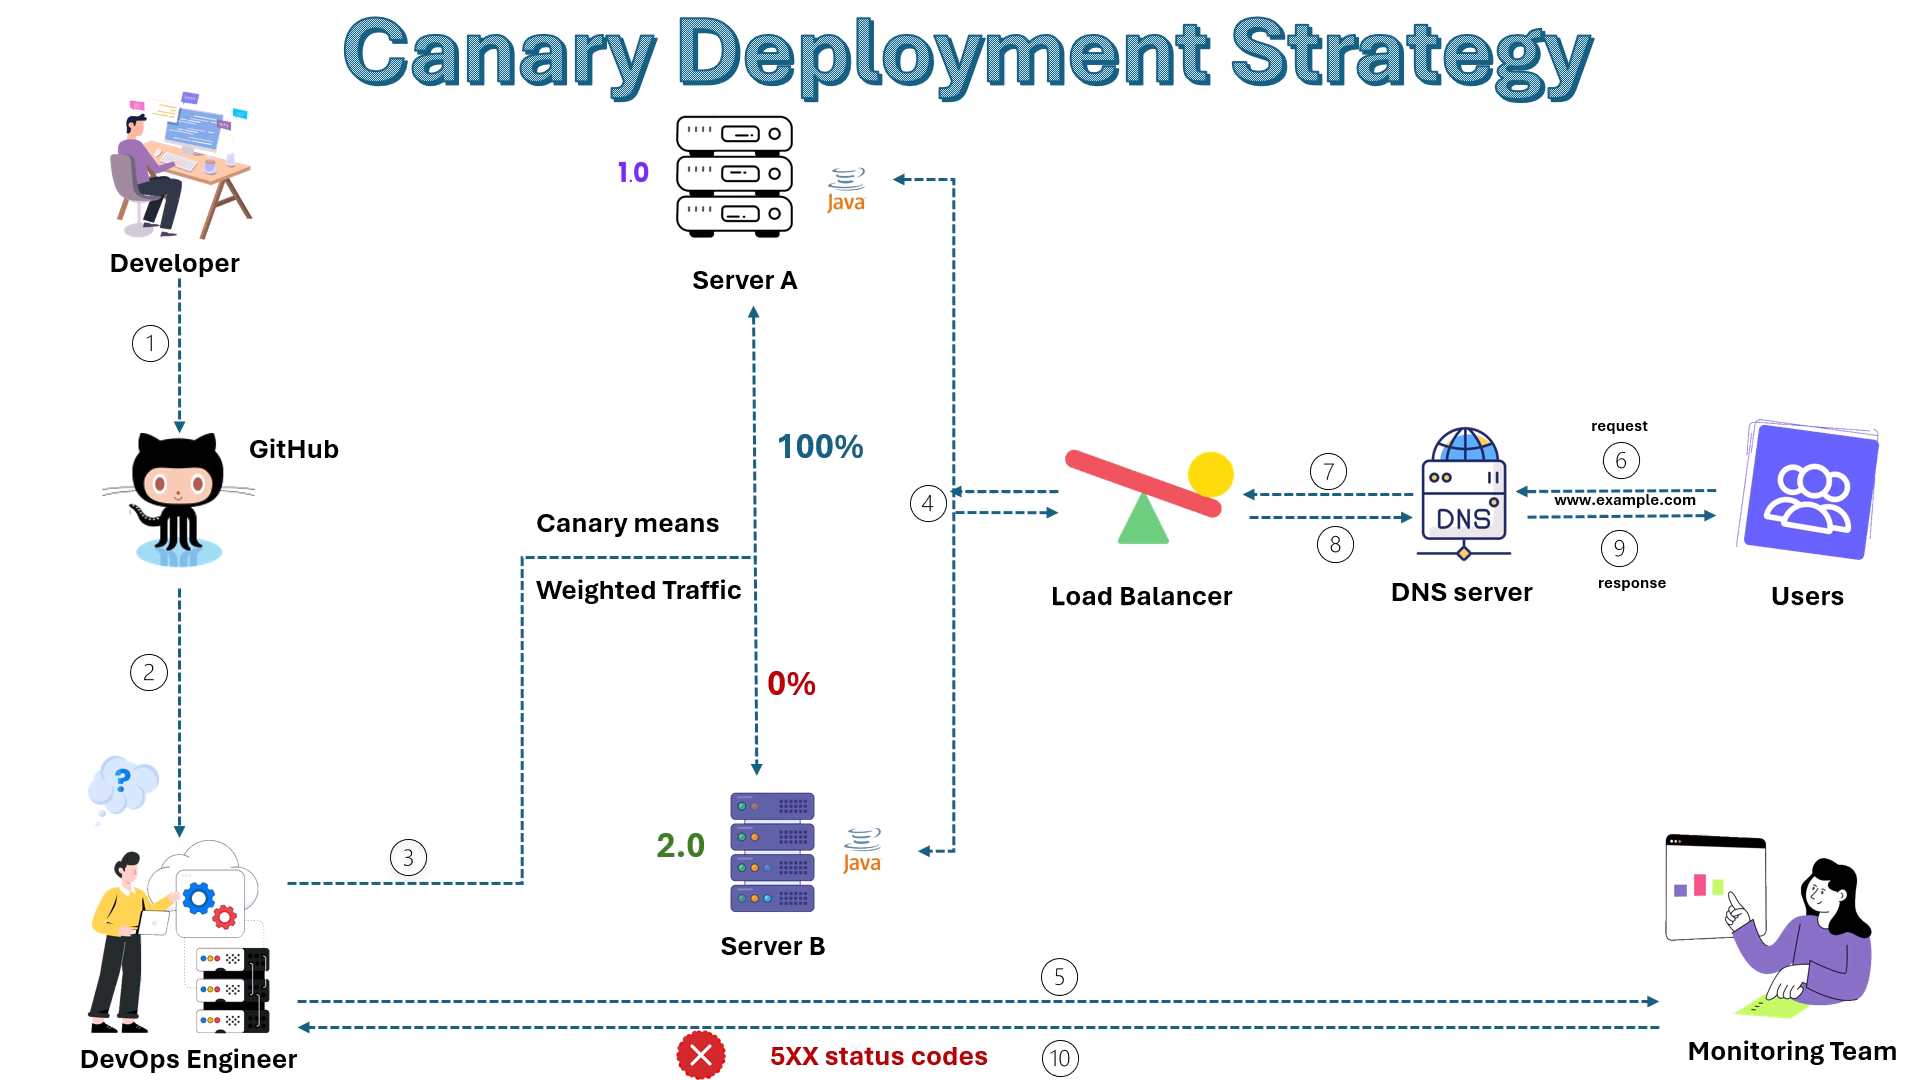 Canary Deployment Strategy
1.0
Java
Developer
Server A
1
GitHub
100%
request
6
7
www.example.com
4
Canary means
DNS
8
9
response
Weighted Traffic
Load Balancer
DNS server
Users
2
0%
?
2.0
Java
3
Server B
5
DevOps Engineer
5XX status codes
10
Monitoring Team